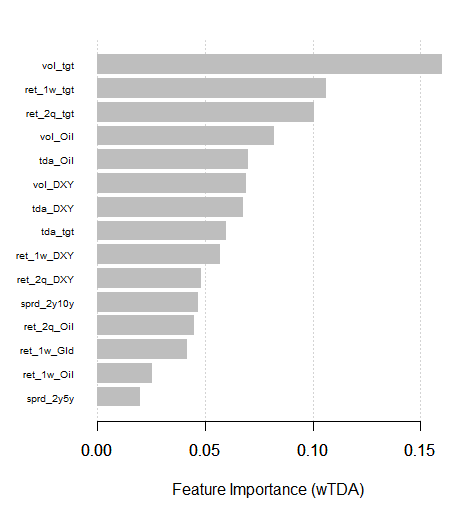 vol_tgt
ret_1w_tgt
ret_2q_tgt
vol_Oil
tda_Oil
vol_DXY
tda_DXY
tda_tgt
ret_1w_DXY
ret_2q_DXY
sprd_2y10y
ret_2q_Oil
ret_1w_Gld
ret_1w_Oil
sprd_2y5y
0.00 0.05 0.10 0.15
Feature Importance (wTDA)